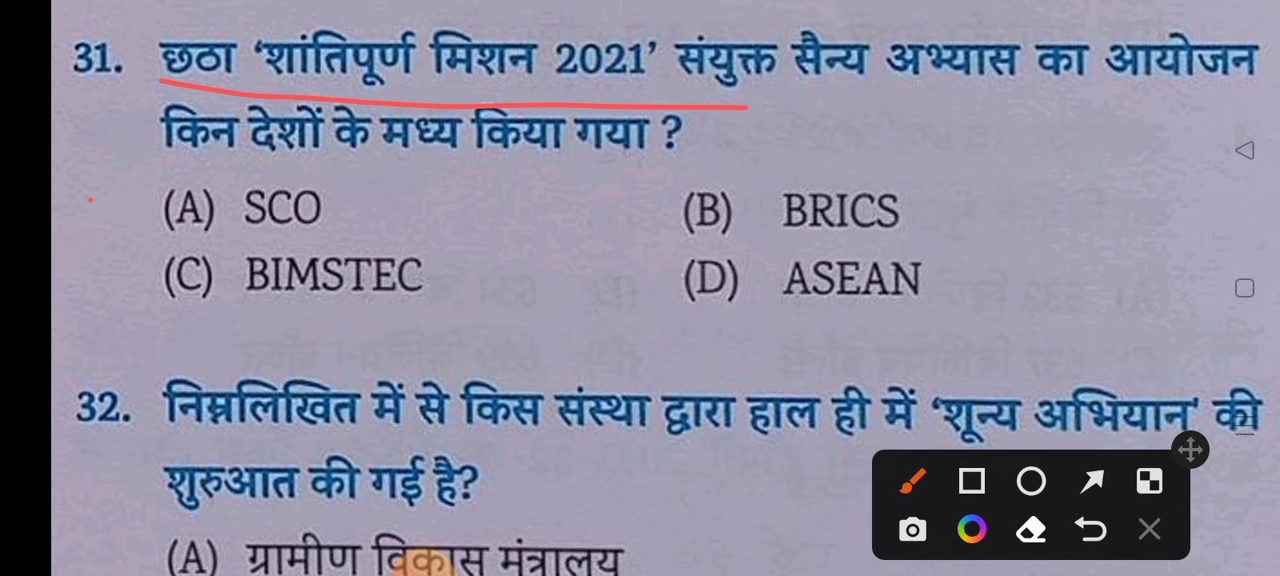 31. छठा ‘शांतिपूर्ण मिशन 2021’ संयुक्त सैन्य अभ्यास का आयोजन
किन देशों के मध्य किया गया ?
(A) SCO (B) BRICS
(C) BIMSTEC (D) ASEAN
32. निम्नलिखित में से किस संस्था द्वारा हाल ही में ‘शून्य अभियान’ की
शुरुआत की गई है?
(A) ग्रामीण विकास मंत्रालय